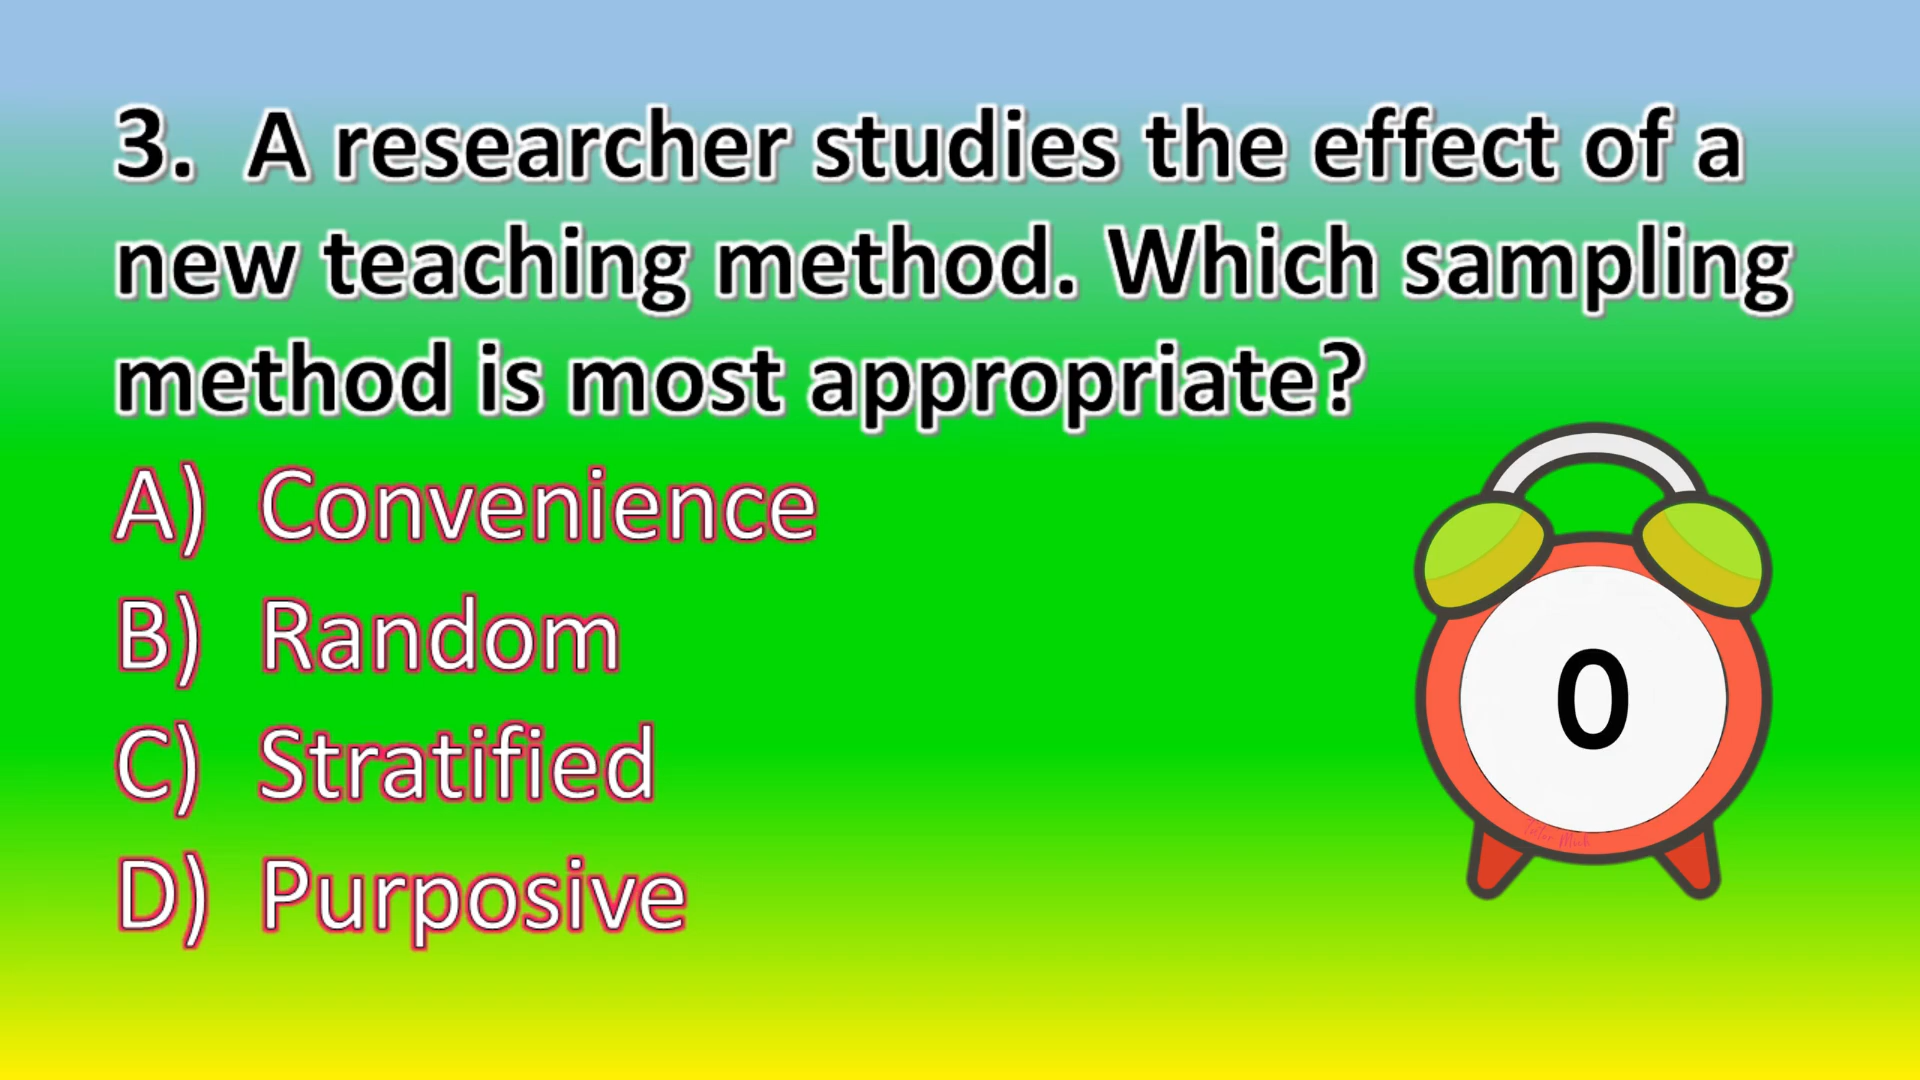 3. A researcher studies the effect of a
new teaching method. Which sampling
method is most appropriate?
A) Convenience
B) Random
C) Stratified
D) Purposive
0